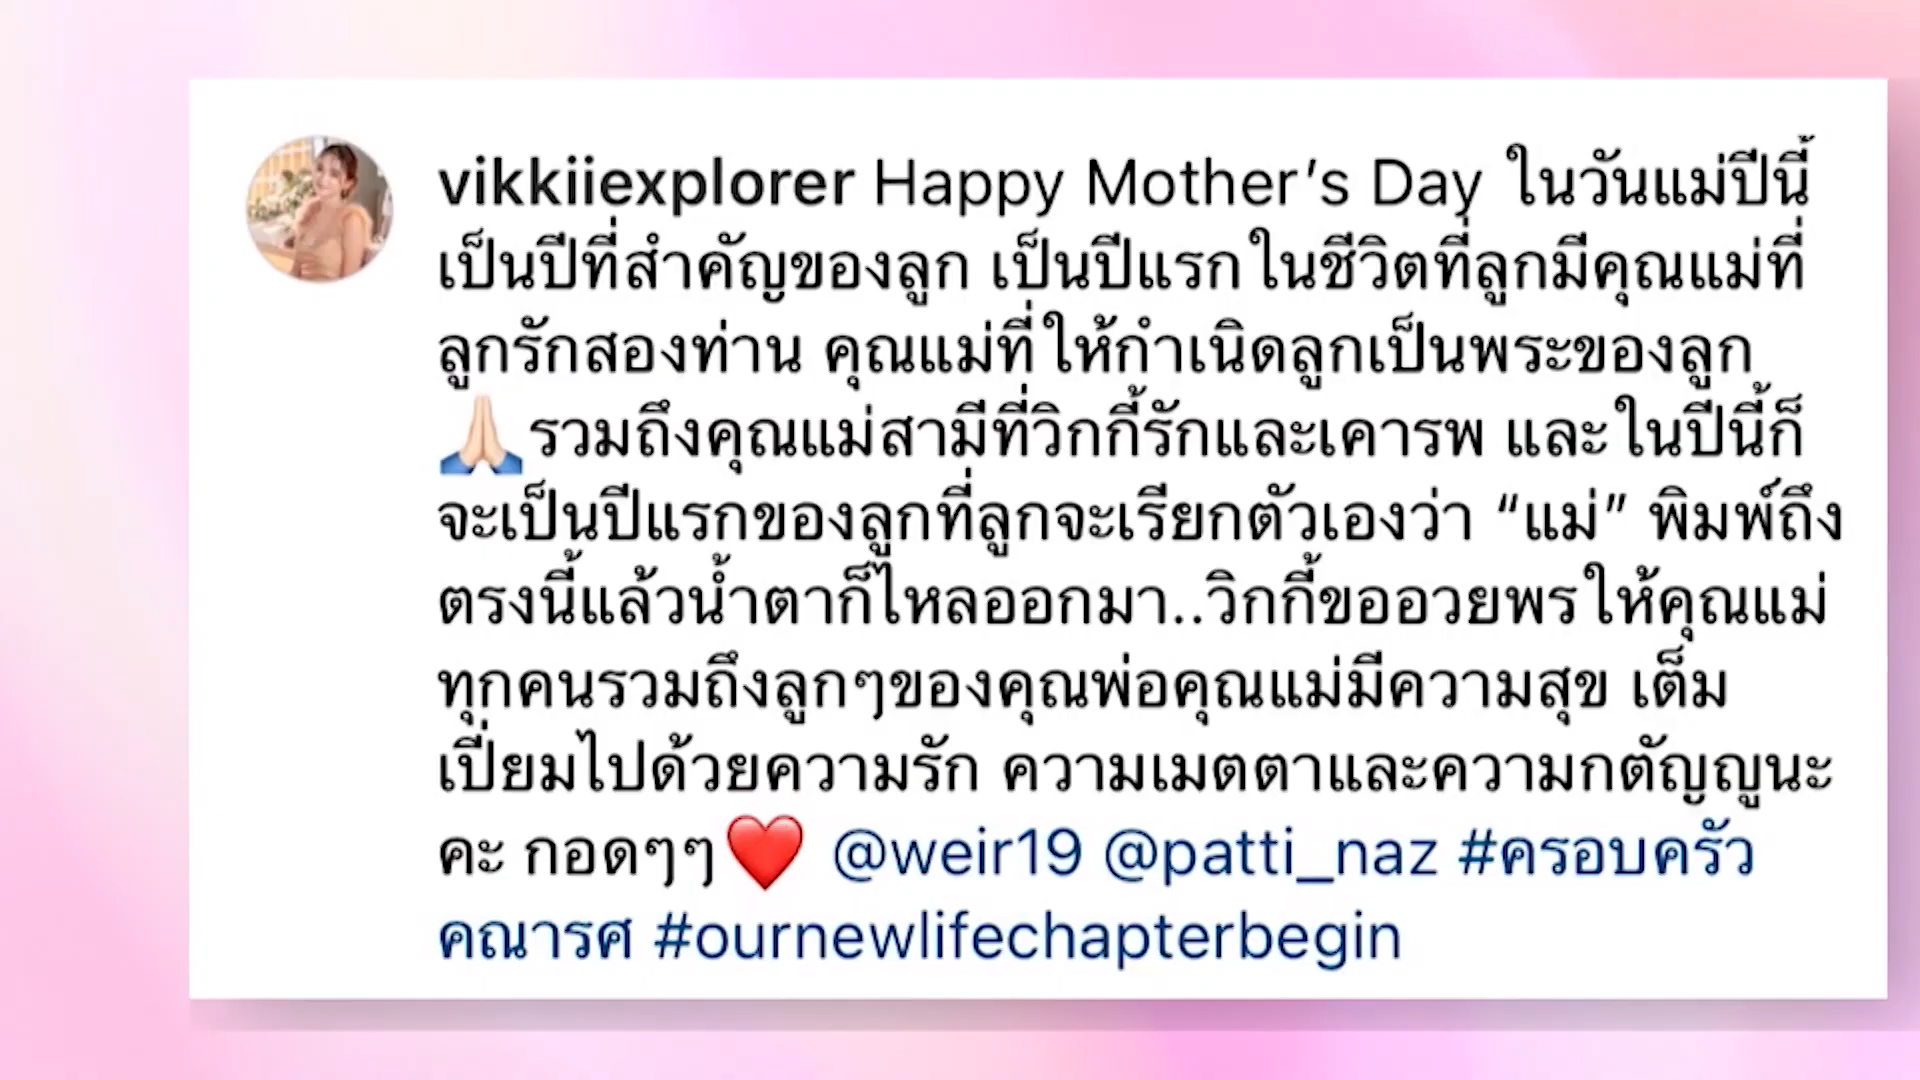 vikkiiexplorer Happy Mother’s Day ในวันแม่ปีนี้
เป็นปีที่สำคัญของลูก เป็นปีแรกในชีวิตที่ลูกมีคุณแม่ที่
ลูกรักสองท่าน คุณแม่ที่ให้กำเนิดลูกเป็นพระของลูก
🙏🏻รวมถึงคุณแม่สามีที่วิกกี้รักและเคารพ และในปีนี้ก็
จะเป็นปีแรกของลูกที่ลูกจะเรียกตัวเองว่า “แม่” พิมพ์ถึง
ตรงนี้แล้วน้ำตาก็ไหลออกมา..วิกกี้ขออวยพรให้คุณแม่
ทุกคนรวมถึงลูกๆของคุณพ่อคุณแม่มีความสุข เต็ม
เปี่ยมไปด้วยความรัก ความเมตตาและความกตัญญูนะ
คะ กอดๆๆ❤️ @weir19 @patti_naz #ครอบครัว
คณารศ #ournewlifechapterbegin